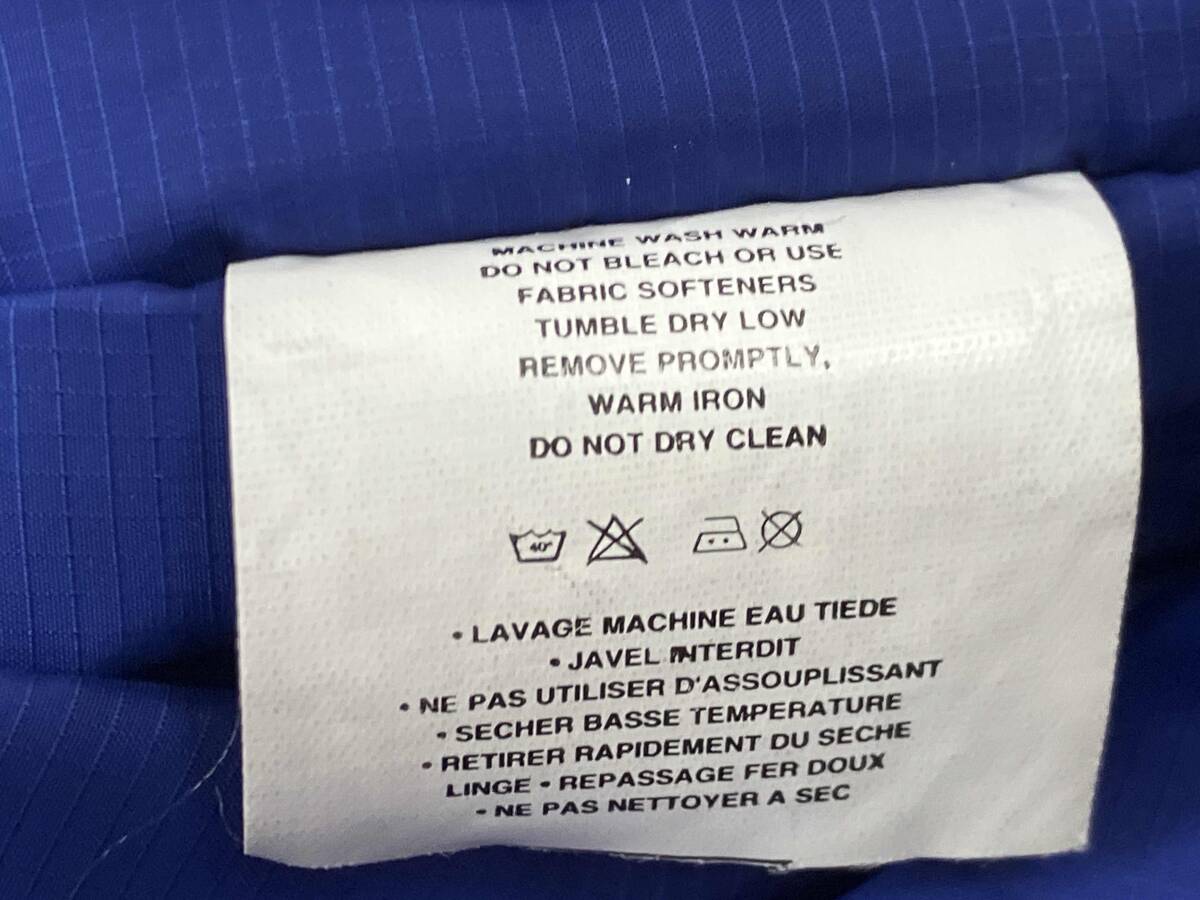 MACHINE WASH WARM
DO NOT BLEACH OR USE
FABRIC SOFTENERS
TUMBLE DRY LOW
REMOVE PROMPTLY,
WARM IRON
DO NOT DRY CLEAN
40°
• LAVAGE MACHINE EAU TIEDE
• JAVEL INTERDIT
• NE PAS UTILISER D'ASSOUPLISSANT
• SECHER BASSE TEMPERATURE
• RETIRER RAPIDEMENT DU SECHE
LINGE • REPASSAGE FER DOUX
• NE PAS NETTOYER A SEC